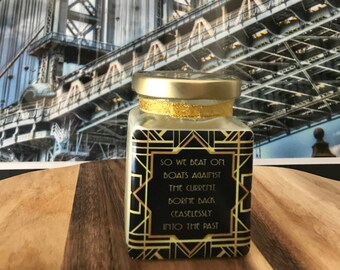 SO WE BEAT ON
BOATS AGAINST
THE CURRENT,
BORNE BACK
CEASELESSLY
INTO THE PAST